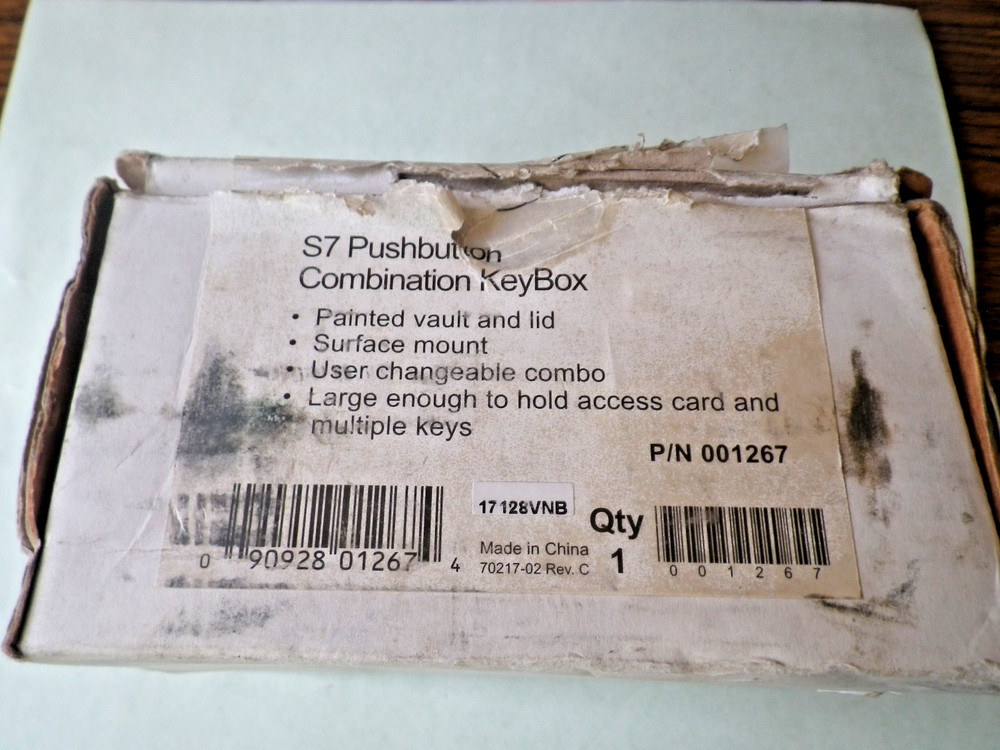 S7 Pushbutton
Combination KeyBox
• Painted vault and lid
• Surface mount
• User changeable combo
• Large enough to hold access card and
multiple keys
P/N 001267
17128VNB
Qty
1
Made in China
70217-02 Rev. C
0 90928 01267 4
0 0 1 2 6 7